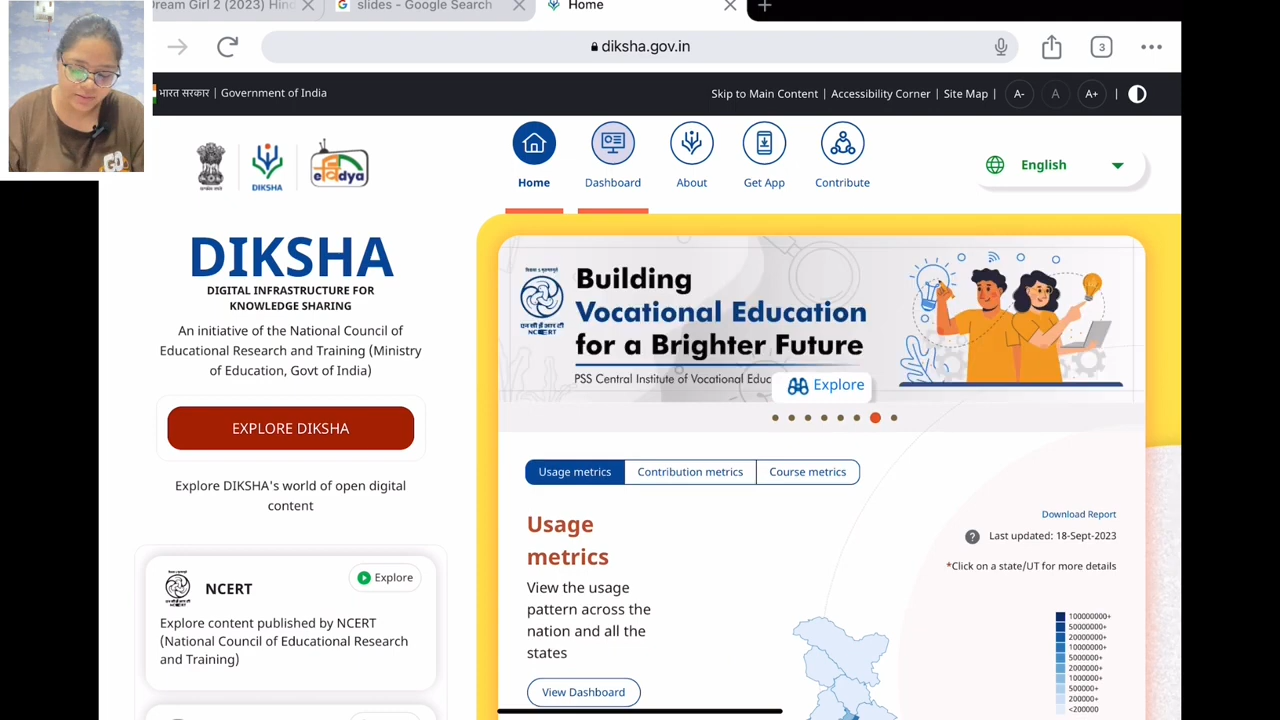 Dream Girl 2 (2023) Hind
slides - Google Search
Home
diksha.gov.in
3
भारत सरकार | Government of India
Skip to Main Content | Accessibility Corner | Site Map |
A-
A
A+
DIKSHA
Home
Dashboard
About
Get App
Contribute
English
DIKSHA
DIGITAL INFRASTRUCTURE FOR
KNOWLEDGE SHARING
An initiative of the National Council of
Educational Research and Training (Ministry
of Education, Govt of India)
EXPLORE DIKSHA
Explore DIKSHA's world of open digital
content
NCERT
Explore
Explore content published by NCERT
(National Council of Educational Research
and Training)
Building
Vocational Education
for a Brighter Future
PSS Central Institute of Vocational Educ
Explore
Usage metrics
Contribution metrics
Course metrics
Usage
metrics
View the usage
pattern across the
nation and all the
states
View Dashboard
Download Report
Last updated: 18-Sept-2023
*Click on a state/UT for more details
100000000+
50000000+
20000000+
10000000+
5000000+
2000000+
1000000+
500000+
200000+
<200000